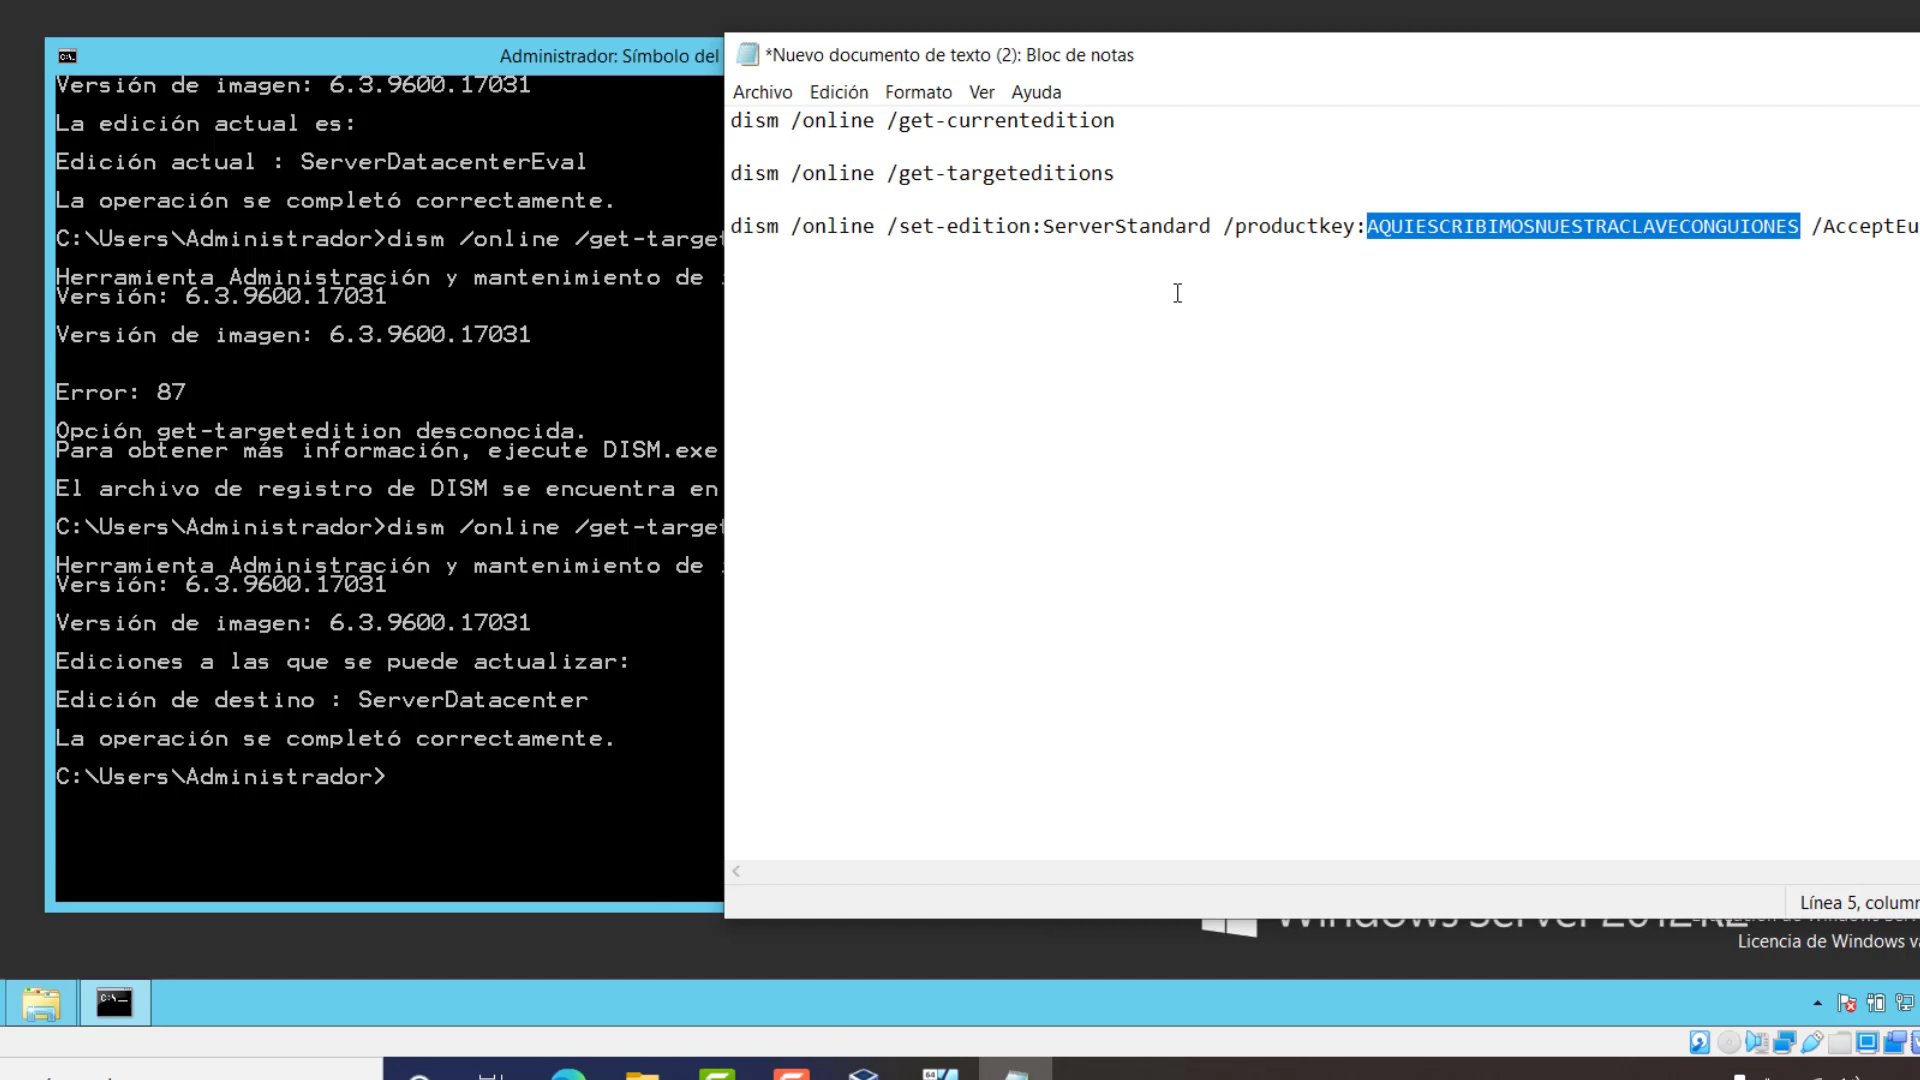 Administrador: Símbolo del
Versión de imagen: 6.3.9600.17031
La edición actual es:
Edición actual : ServerDatacenterEval
La operación se completó correctamente.
C:\Users\Administrador>dism /online /get-target
Herramienta Administración y mantenimiento de
Versión: 6.3.9600.17031
Versión de imagen: 6.3.9600.17031
Error: 87
Opción get-targetedition desconocida.
Para obtener más información, ejecute DISM.exe
El archivo de registro de DISM se encuentra en
C:\Users\Administrador>dism /online /get-target
Herramienta Administración y mantenimiento de
Versión: 6.3.9600.17031
Versión de imagen: 6.3.9600.17031
Ediciones a las que se puede actualizar:
Edición de destino : ServerDatacenter
La operación se completó correctamente.
C:\Users\Administrador>
*Nuevo documento de texto (2): Bloc de notas
Archivo Edición Formato Ver Ayuda
dism /online /get-currentedition
dism /online /get-targeteditions
dism /online /set-edition:ServerStandard /productkey:AQUIESCRIBIMOSNUESTRACLAVECONGUIONES /AcceptEu
Línea 5, column
Windows Server 2012 R2
Licencia de Windows va